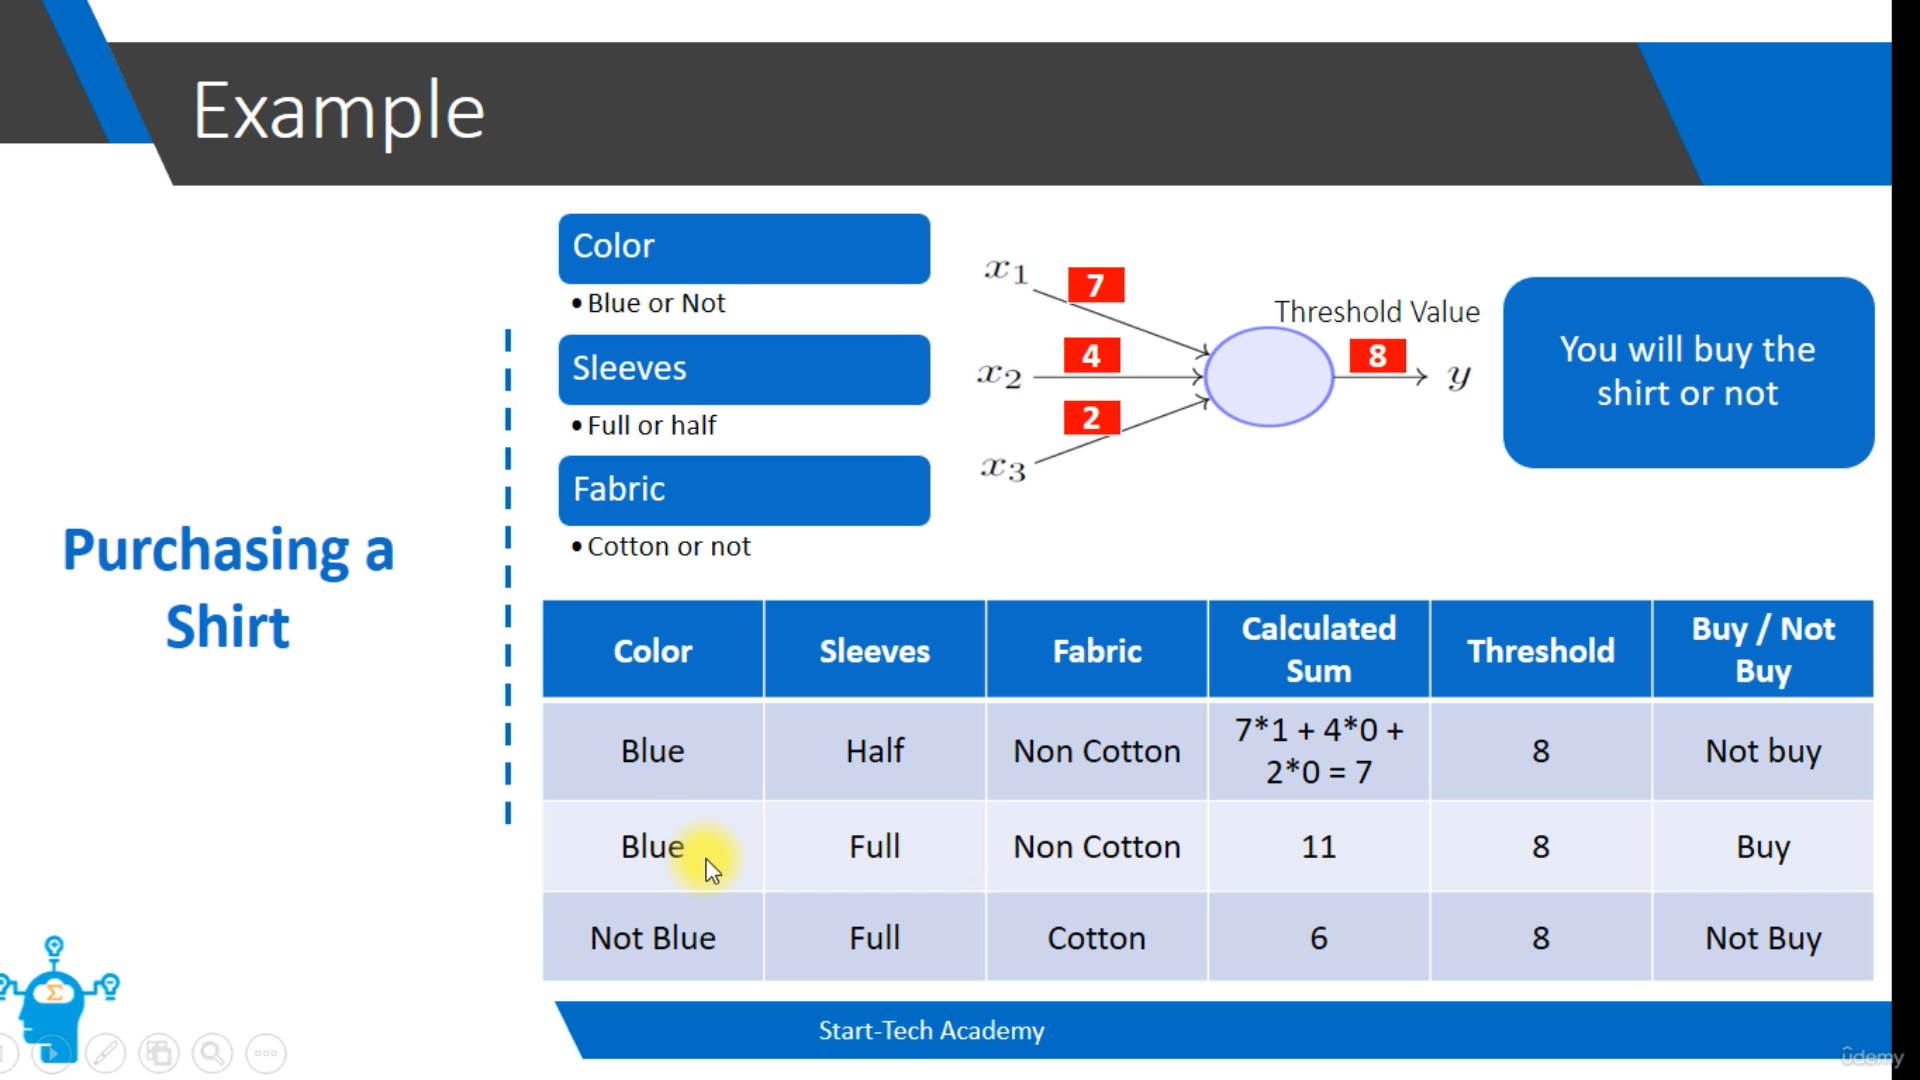 Example
Color
• Blue or Not
Sleeves
• Full or half
Fabric
• Cotton or not
x1
7
x2
4
x3
2
Threshold Value
8
y
You will buy the
shirt or not
Purchasing a
Shirt
Color Sleeves Fabric Calculated Sum Threshold Buy / Not Buy
Blue Half Non Cotton 7*1 + 4*0 + 2*0 = 7 8 Not buy
Blue Full Non Cotton 11 8 Buy
Not Blue Full Cotton 6 8 Not Buy
Σ
Start-Tech Academy
udemy